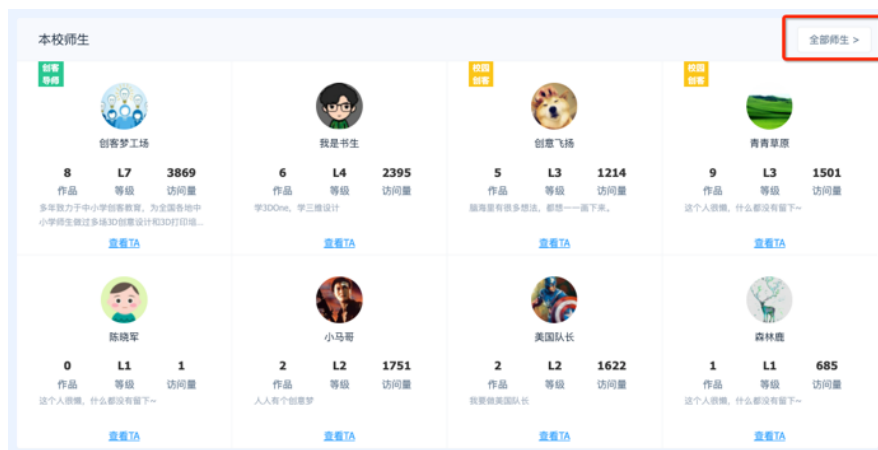 本校师生
全部师生 >
创客
导师
创客梦工场
8 L7 3869
作品 等级 访问量
多年致力于中小学创客教育，为全国各地中
小学师生做过多场3D创意设计和3D打印培...
查看TA
我是书生
6 L4 2395
作品 等级 访问量
学3DOne，学三维设计
查看TA
校园
创客
创意飞扬
5 L3 1214
作品 等级 访问量
脑海里有很多想法，都想一一画下来。
查看TA
校园
创客
青青草原
9 L3 1501
作品 等级 访问量
这个人很懒，什么都没有留下~
查看TA
陈晓军
0 L1 1
作品 等级 访问量
这个人很懒，什么都没有留下~
查看TA
小马哥
2 L2 1751
作品 等级 访问量
人人有个创意梦
查看TA
美国队长
2 L2 1622
作品 等级 访问量
我要做美国队长
查看TA
森林鹿
1 L1 685
作品 等级 访问量
这个人很懒，什么都没有留下~
查看TA